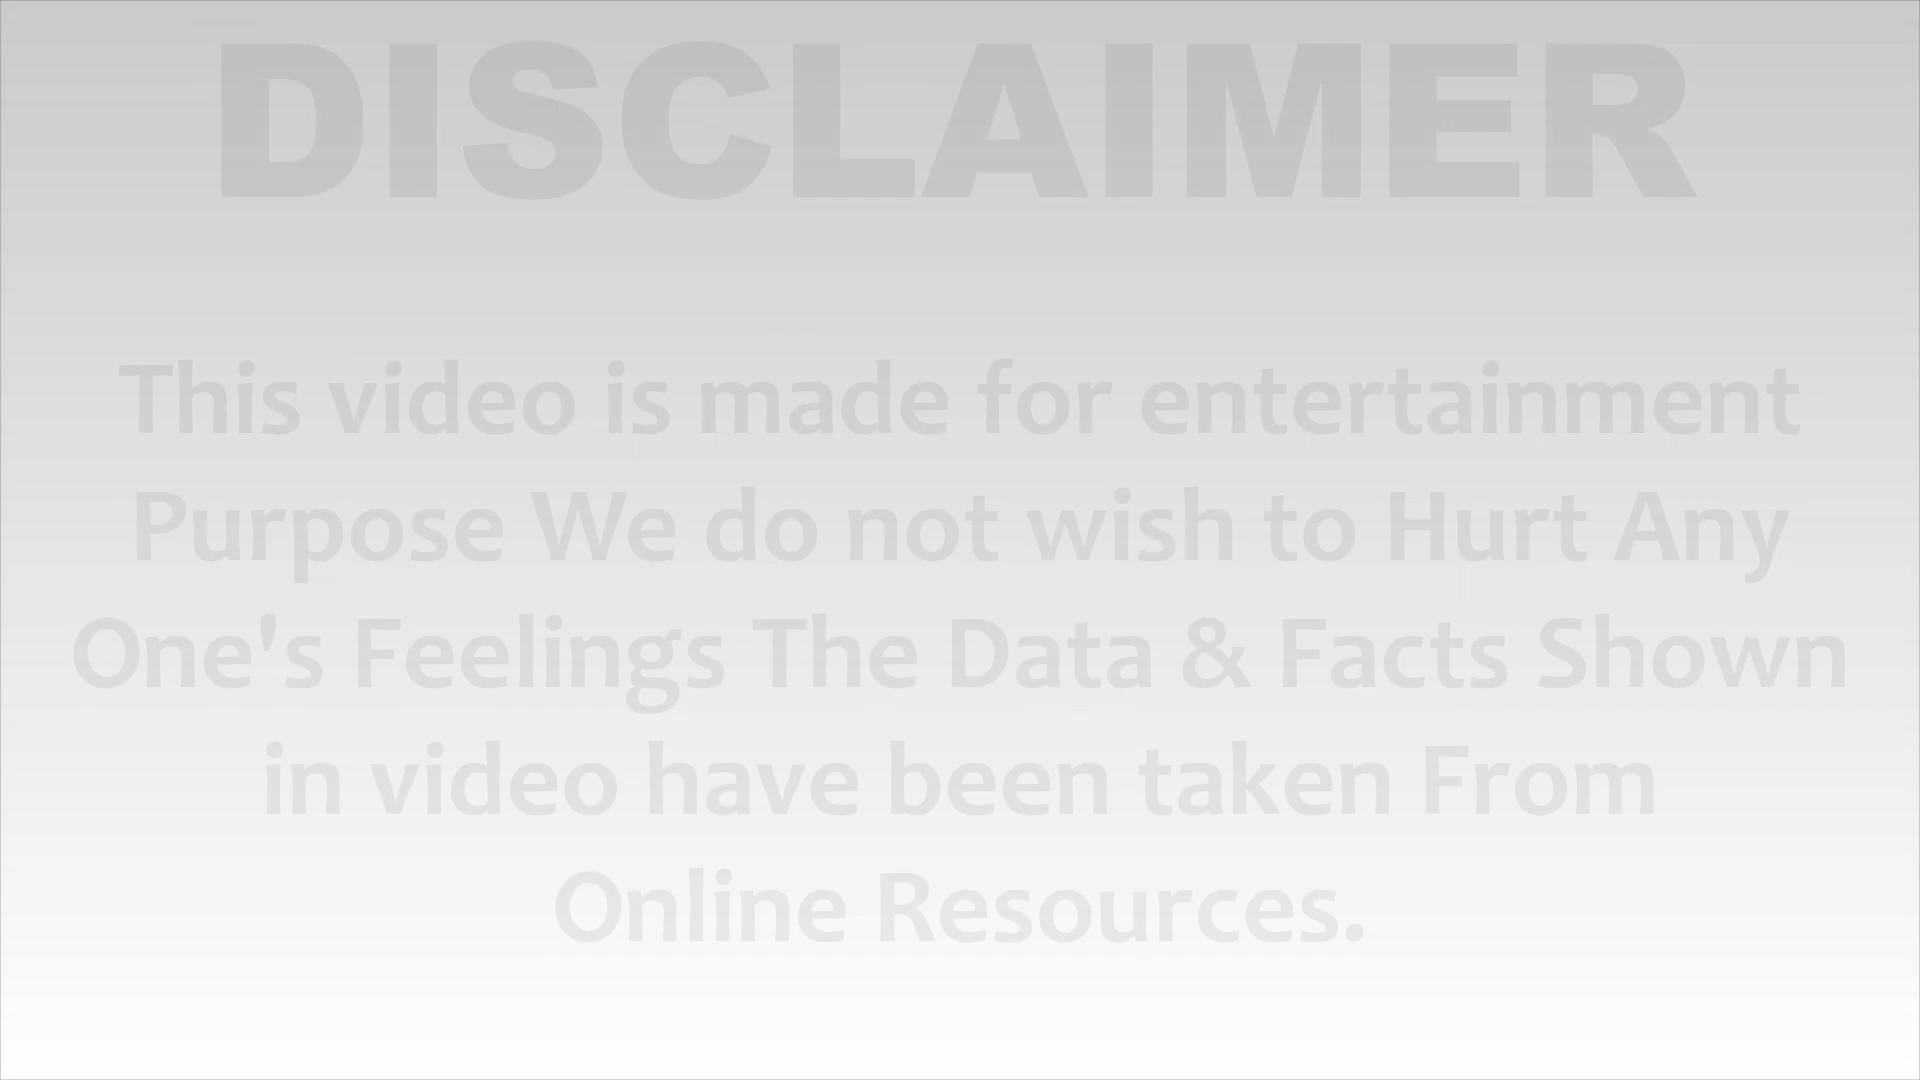 DISCLAIMER
This video is made for entertainment
Purpose We do not wish to Hurt Any
One's Feelings The Data & Facts Shown
in video have been taken From
Online Resources.